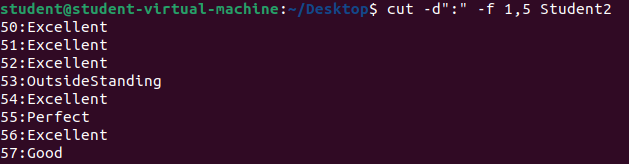 student@student-virtual-machine:~/Desktop$ cut -d":" -f 1,5 Student2
50:Excellent
51:Excellent
52:Excellent
53:OutsideStanding
54:Excellent
55:Perfect
56:Excellent
57:Good